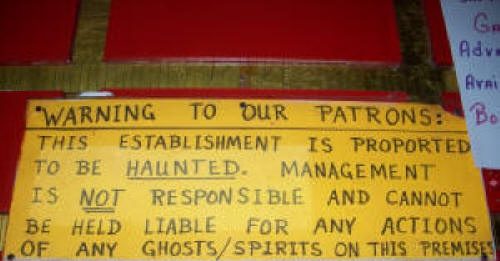 WARNING TO OUR PATRONS:
THIS ESTABLISHMENT IS PROPORTED
TO BE HAUNTED. MANAGEMENT
IS NOT RESPONSIBLE AND CANNOT
BE HELD LIABLE FOR ANY ACTIONS
OF ANY GHOSTS/SPIRITS ON THIS PREMISE